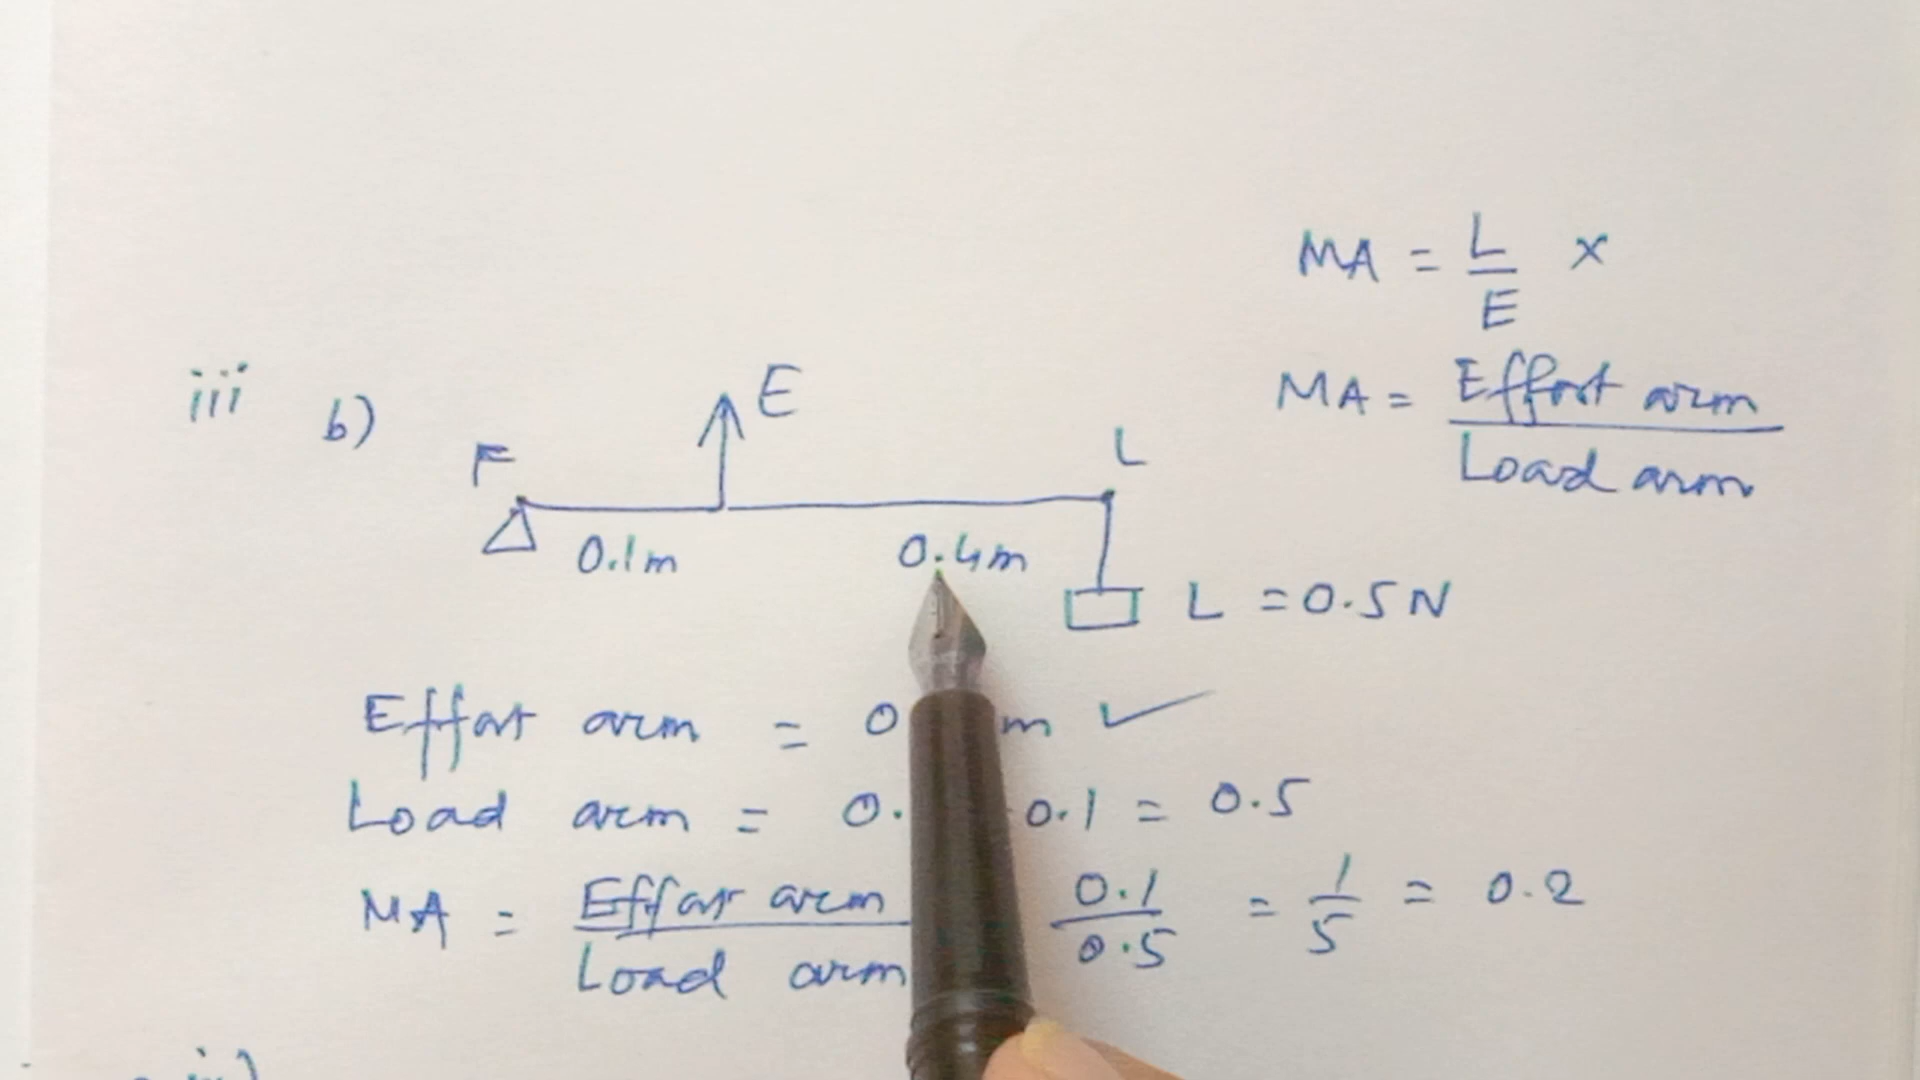 MA = L/E ×
MA = Effort arm / Load arm
iii b)
E
F
L
0.1m 0.4m
L = 0.5N
Effort arm = 0 m ✓
Load arm = 0. 0.1 = 0.5
MA = Effort arm / Load arm 0.1/0.5 = 1/5 = 0.2